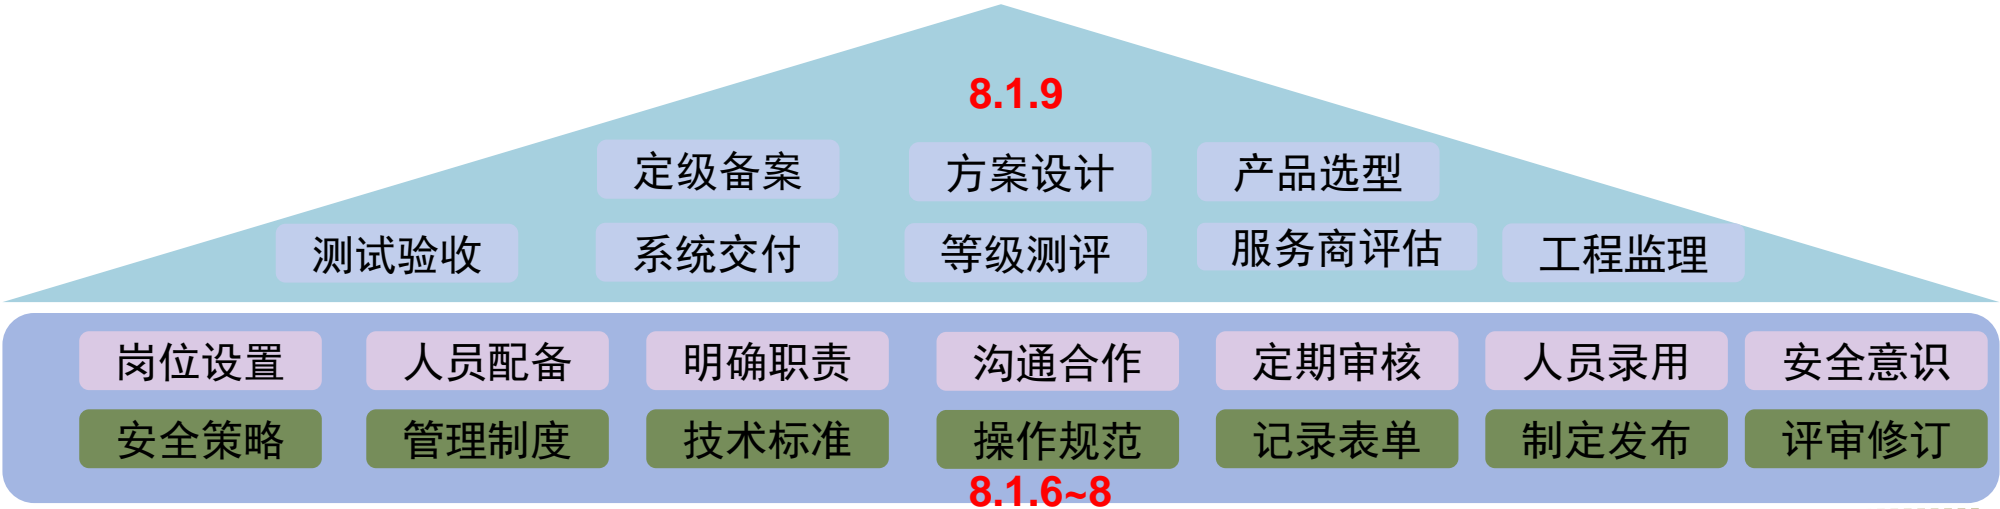 8.1.9
定级备案 方案设计 产品选型
测试验收 系统交付 等级测评 服务商评估 工程监理
岗位设置 人员配备 明确职责 沟通合作 定期审核 人员录用 安全意识
安全策略 管理制度 技术标准 操作规范 记录表单 制定发布 评审修订
8.1.6~8